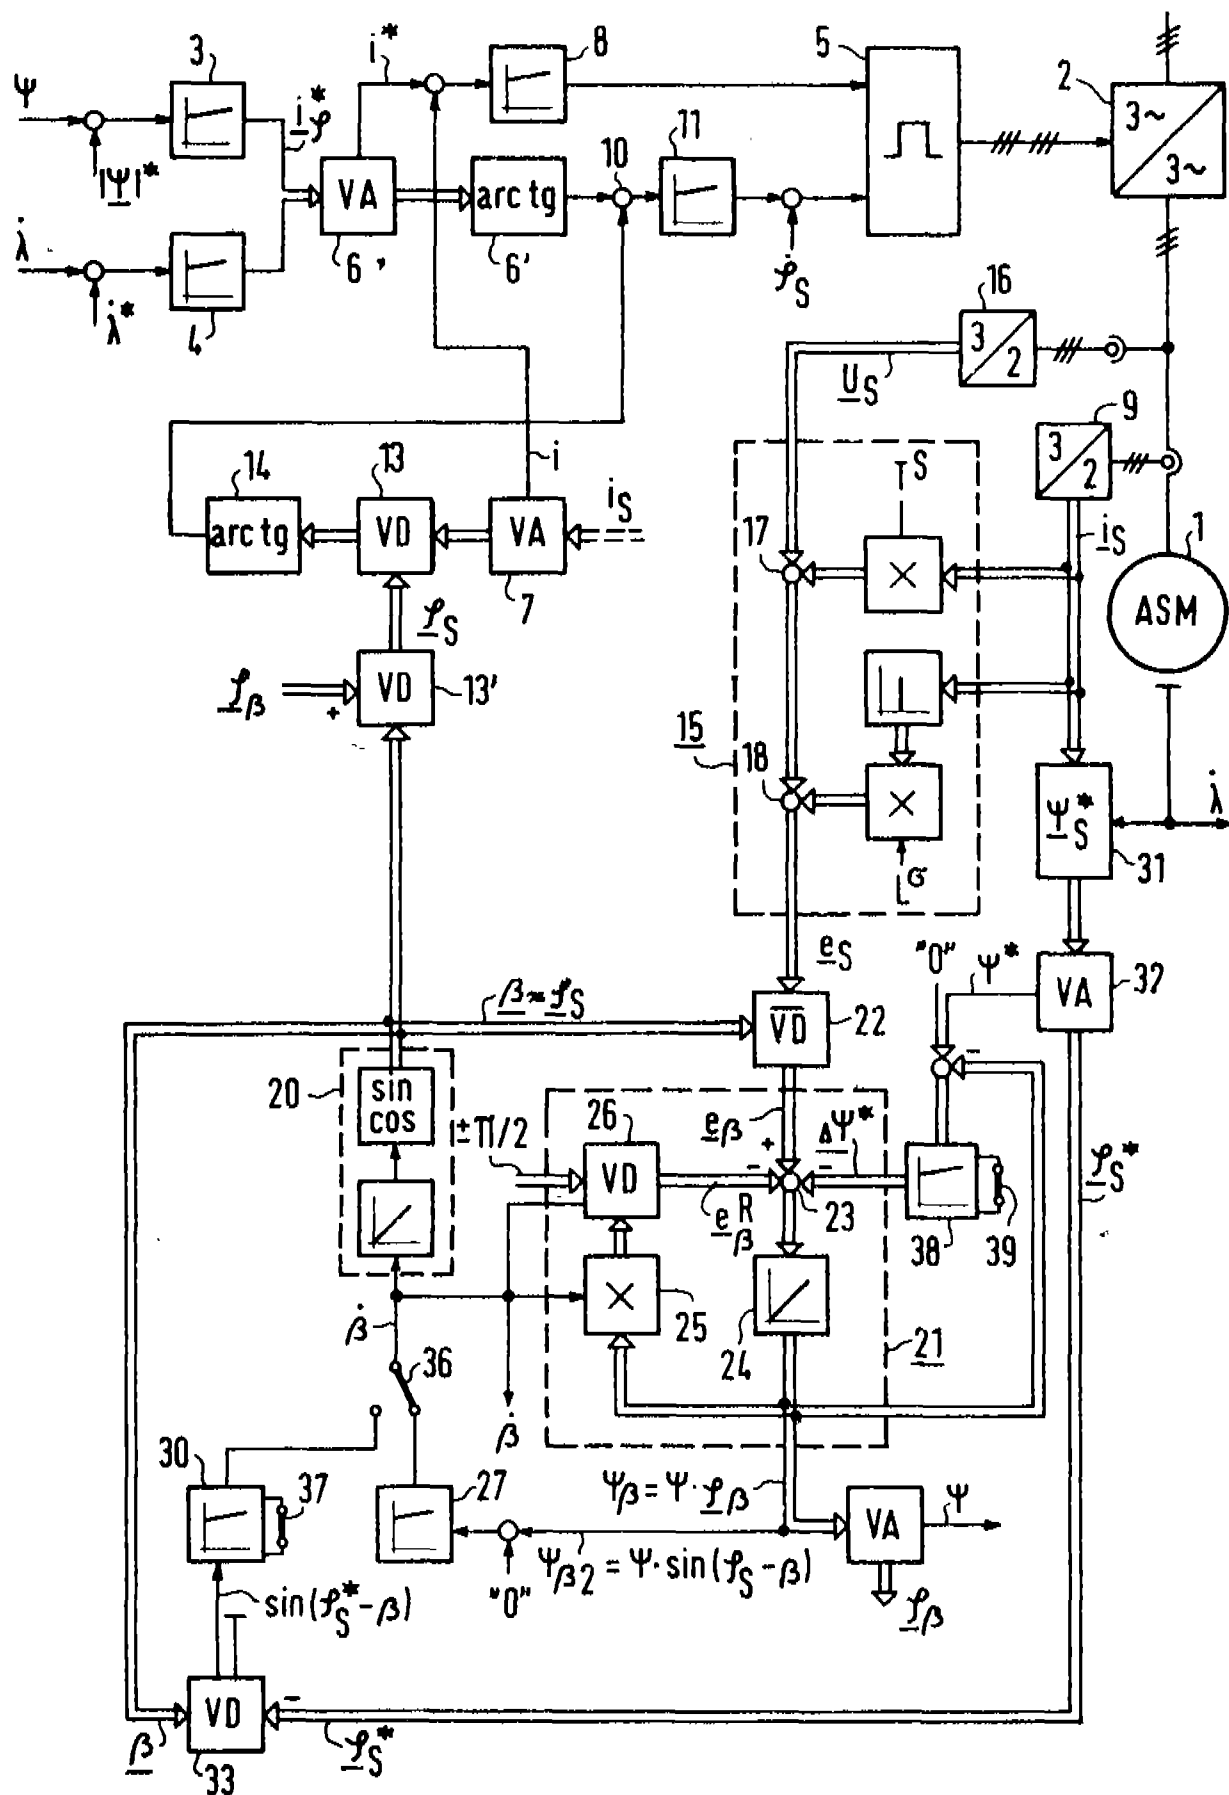 3
i*
8
5
2
Ψ
i*φ
3~
3~
|Ψ|*
VA
arc tg
10
11
6'
6'
λ̇
λ̇*
4
φ̇S
16
3
2
US
9
3
2
i
14
13
iS
arc tg
VD
VA
7
φS
S
17
iS
1
ASM
×
φβ
+
VD
13'
15
18
×
σ
Ψ*S
31
λ̇
eS
"0"
Ψ*
VA
32
β≈φS
VD
22
20
sin
cos
±π/2
26
VD
eβ
+
-
-
ΔΨ*
-
23
eRβ
38
39
φS*
β̇
×
25
24
21
36
β̇
30
37
27
Ψβ = Ψ·φβ
VA
Ψ
"0"
Ψβ2 = Ψ·sin(φS-β)
φβ
sin(φ*S-β)
VD
-
β
33
φS*